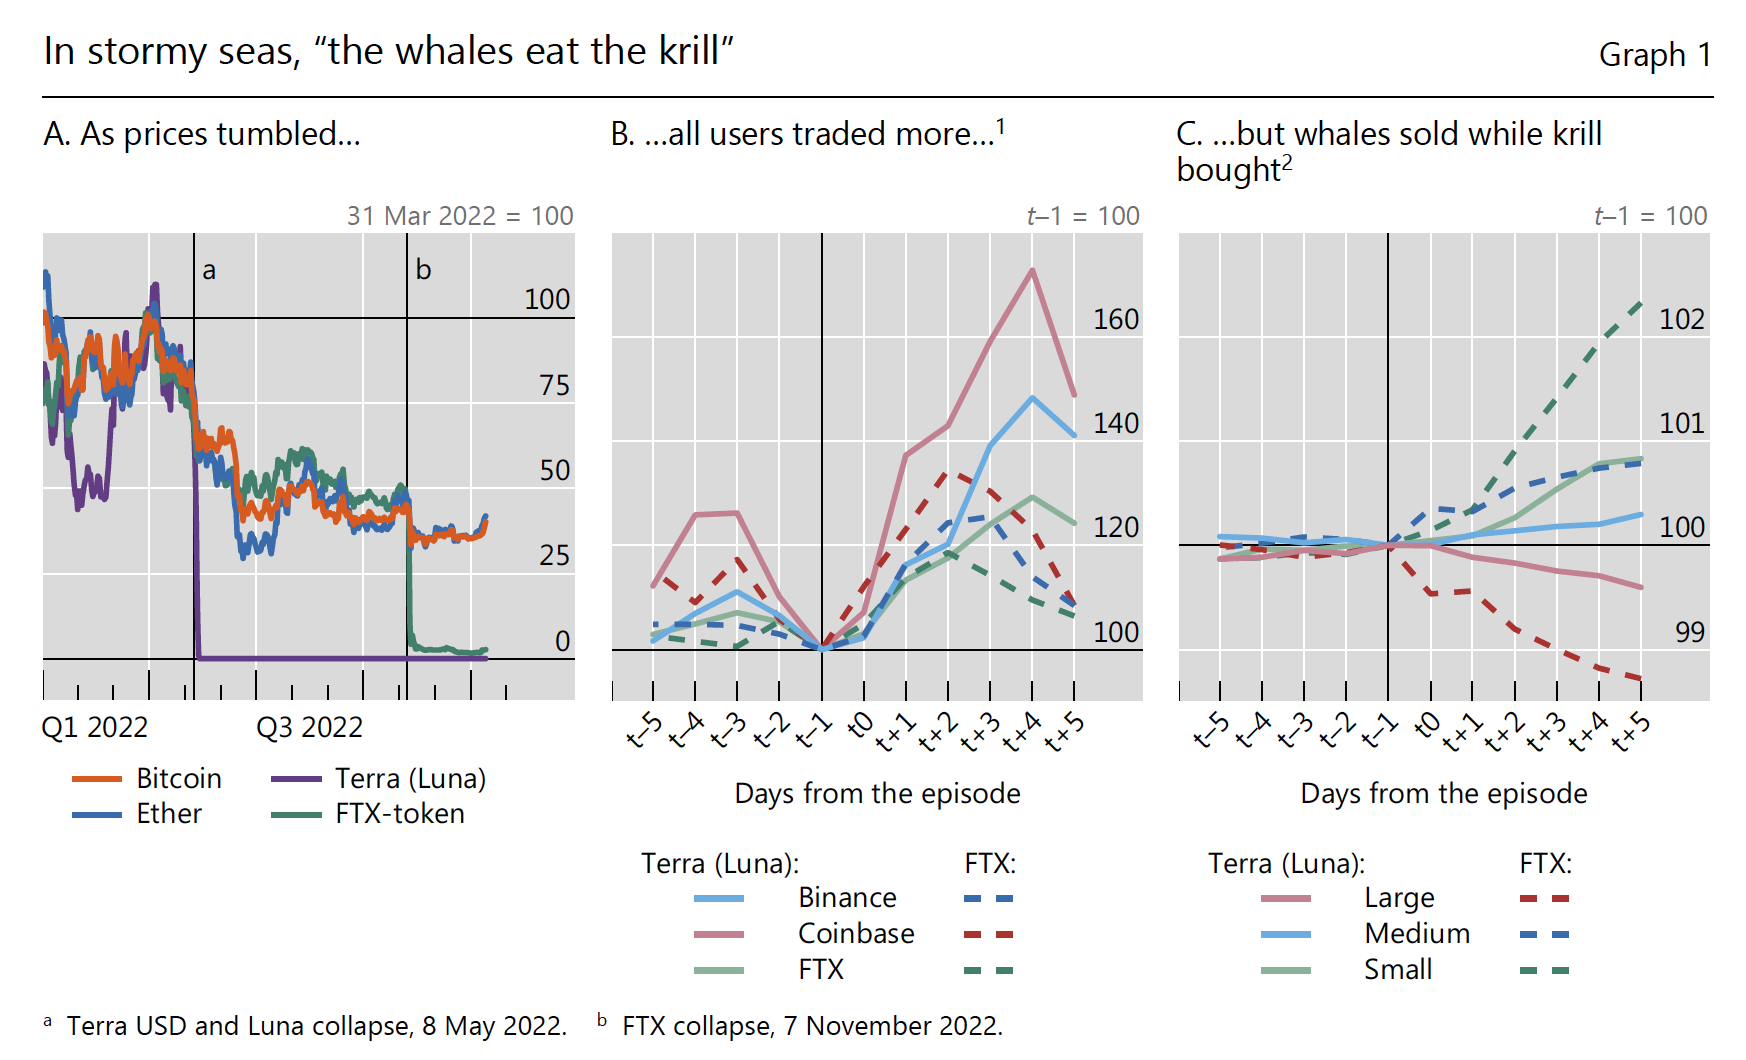 In stormy seas, “the whales eat the krill”
Graph 1
A. As prices tumbled…
31 Mar 2022 = 100
a
b
100
75
50
25
0
Q1 2022
Q3 2022
Bitcoin
Ether
Terra (Luna)
FTX-token
B. …all users traded more…1
t–1 = 100
160
140
120
100
t–5
t–4
t–3
t–2
t–1
t0
t+1
t+2
t+3
t+4
t+5
Days from the episode
Terra (Luna):
FTX:
Binance
Coinbase
FTX
C. …but whales sold while krill
bought2
t–1 = 100
102
101
100
99
t–5
t–4
t–3
t–2
t–1
t0
t+1
t+2
t+3
t+4
t+5
Days from the episode
Terra (Luna):
FTX:
Large
Medium
Small
a Terra USD and Luna collapse, 8 May 2022. b FTX collapse, 7 November 2022.